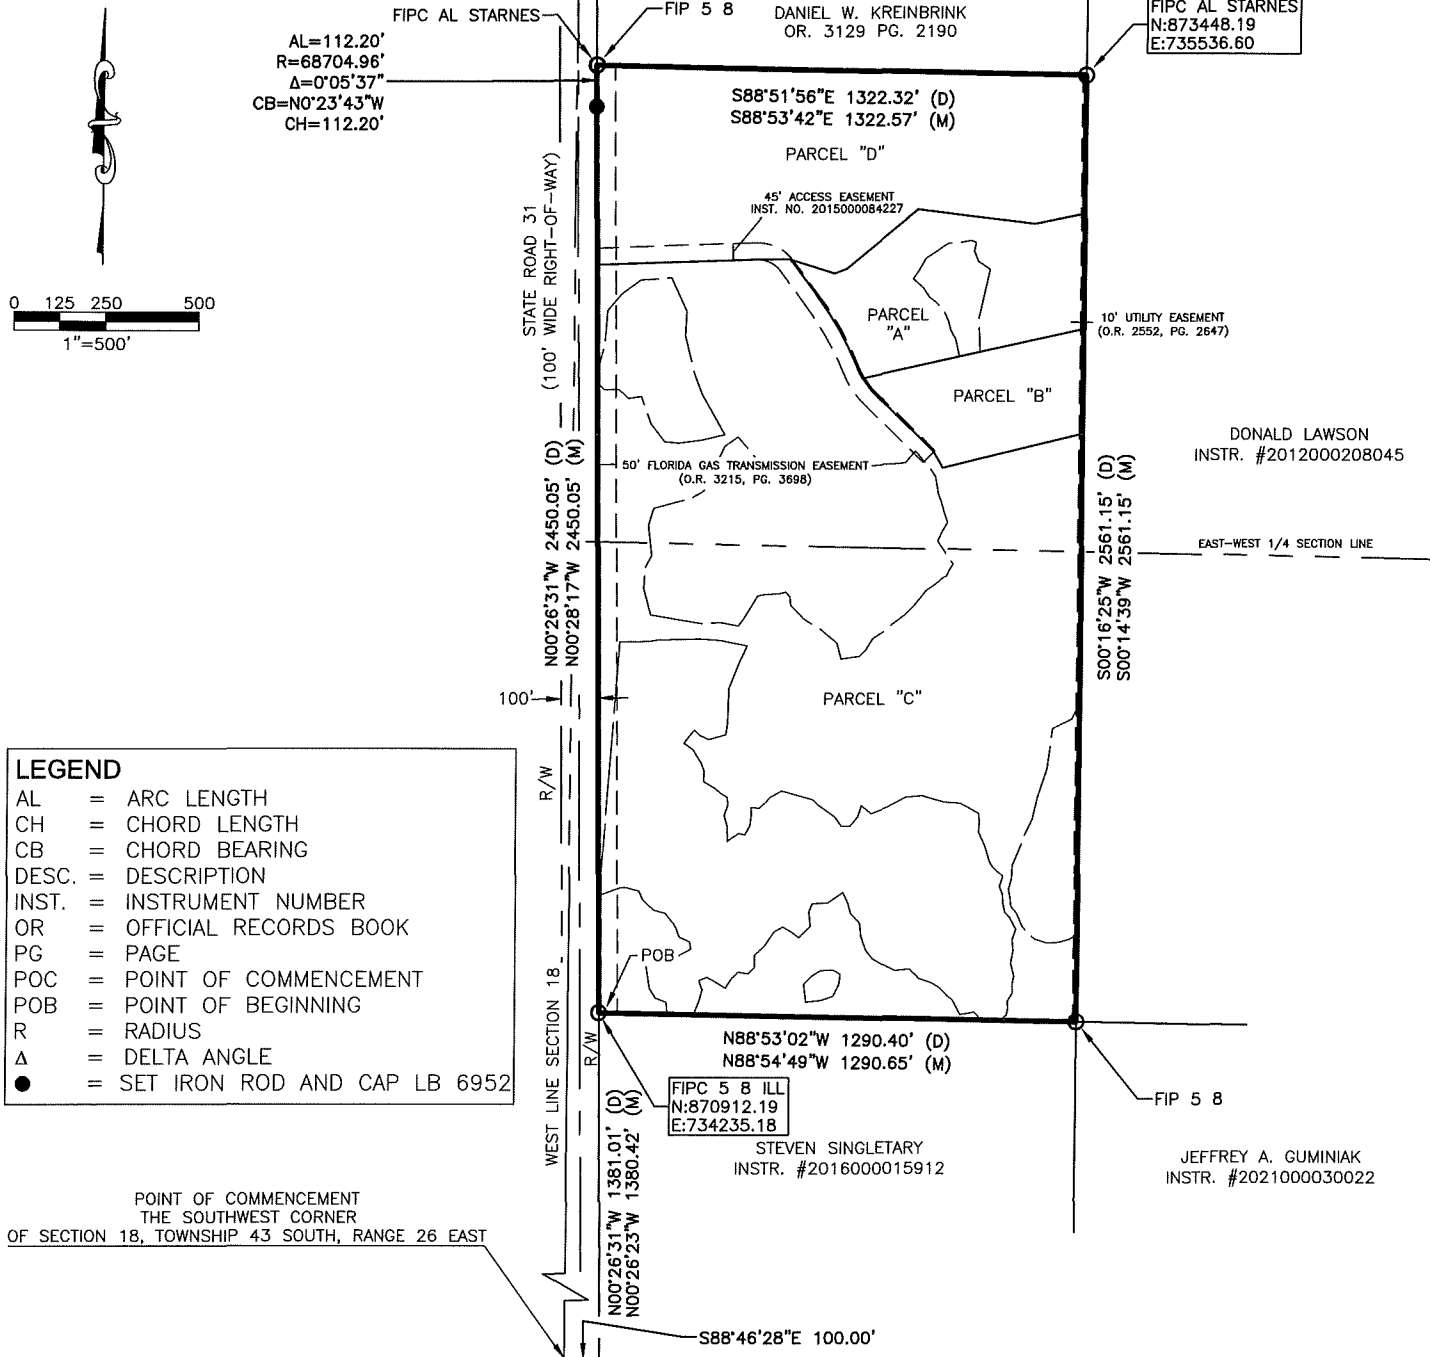 FIPC AL STARNES
FIP 5 8
DANIEL W. KREINBRINK
OR. 3129 PG. 2190
FIPC AL STARNES
N:873448.19
E:735536.60
AL=112.20'
R=68704.96'
Δ=0°05'37"
CB=N0°23'43"W
CH=112.20'
S88°51'56"E 1322.32' (D)
S88°53'42"E 1322.57' (M)
PARCEL "D"
45' ACCESS EASEMENT
INST. NO. 2015000084227
STATE ROAD 31
(100' WIDE RIGHT-OF-WAY)
0 125 250 500
1"=500'
PARCEL
"A"
10' UTILITY EASEMENT
(O.R. 2552, PG. 2647)
PARCEL "B"
DONALD LAWSON
INSTR. #2012000208045
50' FLORIDA GAS TRANSMISSION EASEMENT
(O.R. 3215, PG. 3698)
N00°26'31"W 2450.05' (D)
N00°28'17"W 2450.05' (M)
S00°16'25"W 2561.15' (D)
S00°14'39"W 2561.15' (M)
EAST-WEST 1/4 SECTION LINE
100'
PARCEL "C"
R/W
LEGEND
AL = ARC LENGTH
CH = CHORD LENGTH
CB = CHORD BEARING
DESC. = DESCRIPTION
INST. = INSTRUMENT NUMBER
OR = OFFICIAL RECORDS BOOK
PG = PAGE
POC = POINT OF COMMENCEMENT
POB = POINT OF BEGINNING
R = RADIUS
Δ = DELTA ANGLE
● = SET IRON ROD AND CAP LB 6952
POB
WEST LINE SECTION 18
R/W
N88°53'02"W 1290.40' (D)
N88°54'49"W 1290.65' (M)
FIPC 5 8 ILL
N:870912.19
E:734235.18
FIP 5 8
STEVEN SINGLETARY
INSTR. #2016000015912
JEFFREY A. GUMINIAK
INSTR. #2021000030022
N00°26'31"W 1381.01' (D)
N00°26'23"W 1380.42' (M)
POINT OF COMMENCEMENT
THE SOUTHWEST CORNER
OF SECTION 18, TOWNSHIP 43 SOUTH, RANGE 26 EAST
S88°46'28"E 100.00'